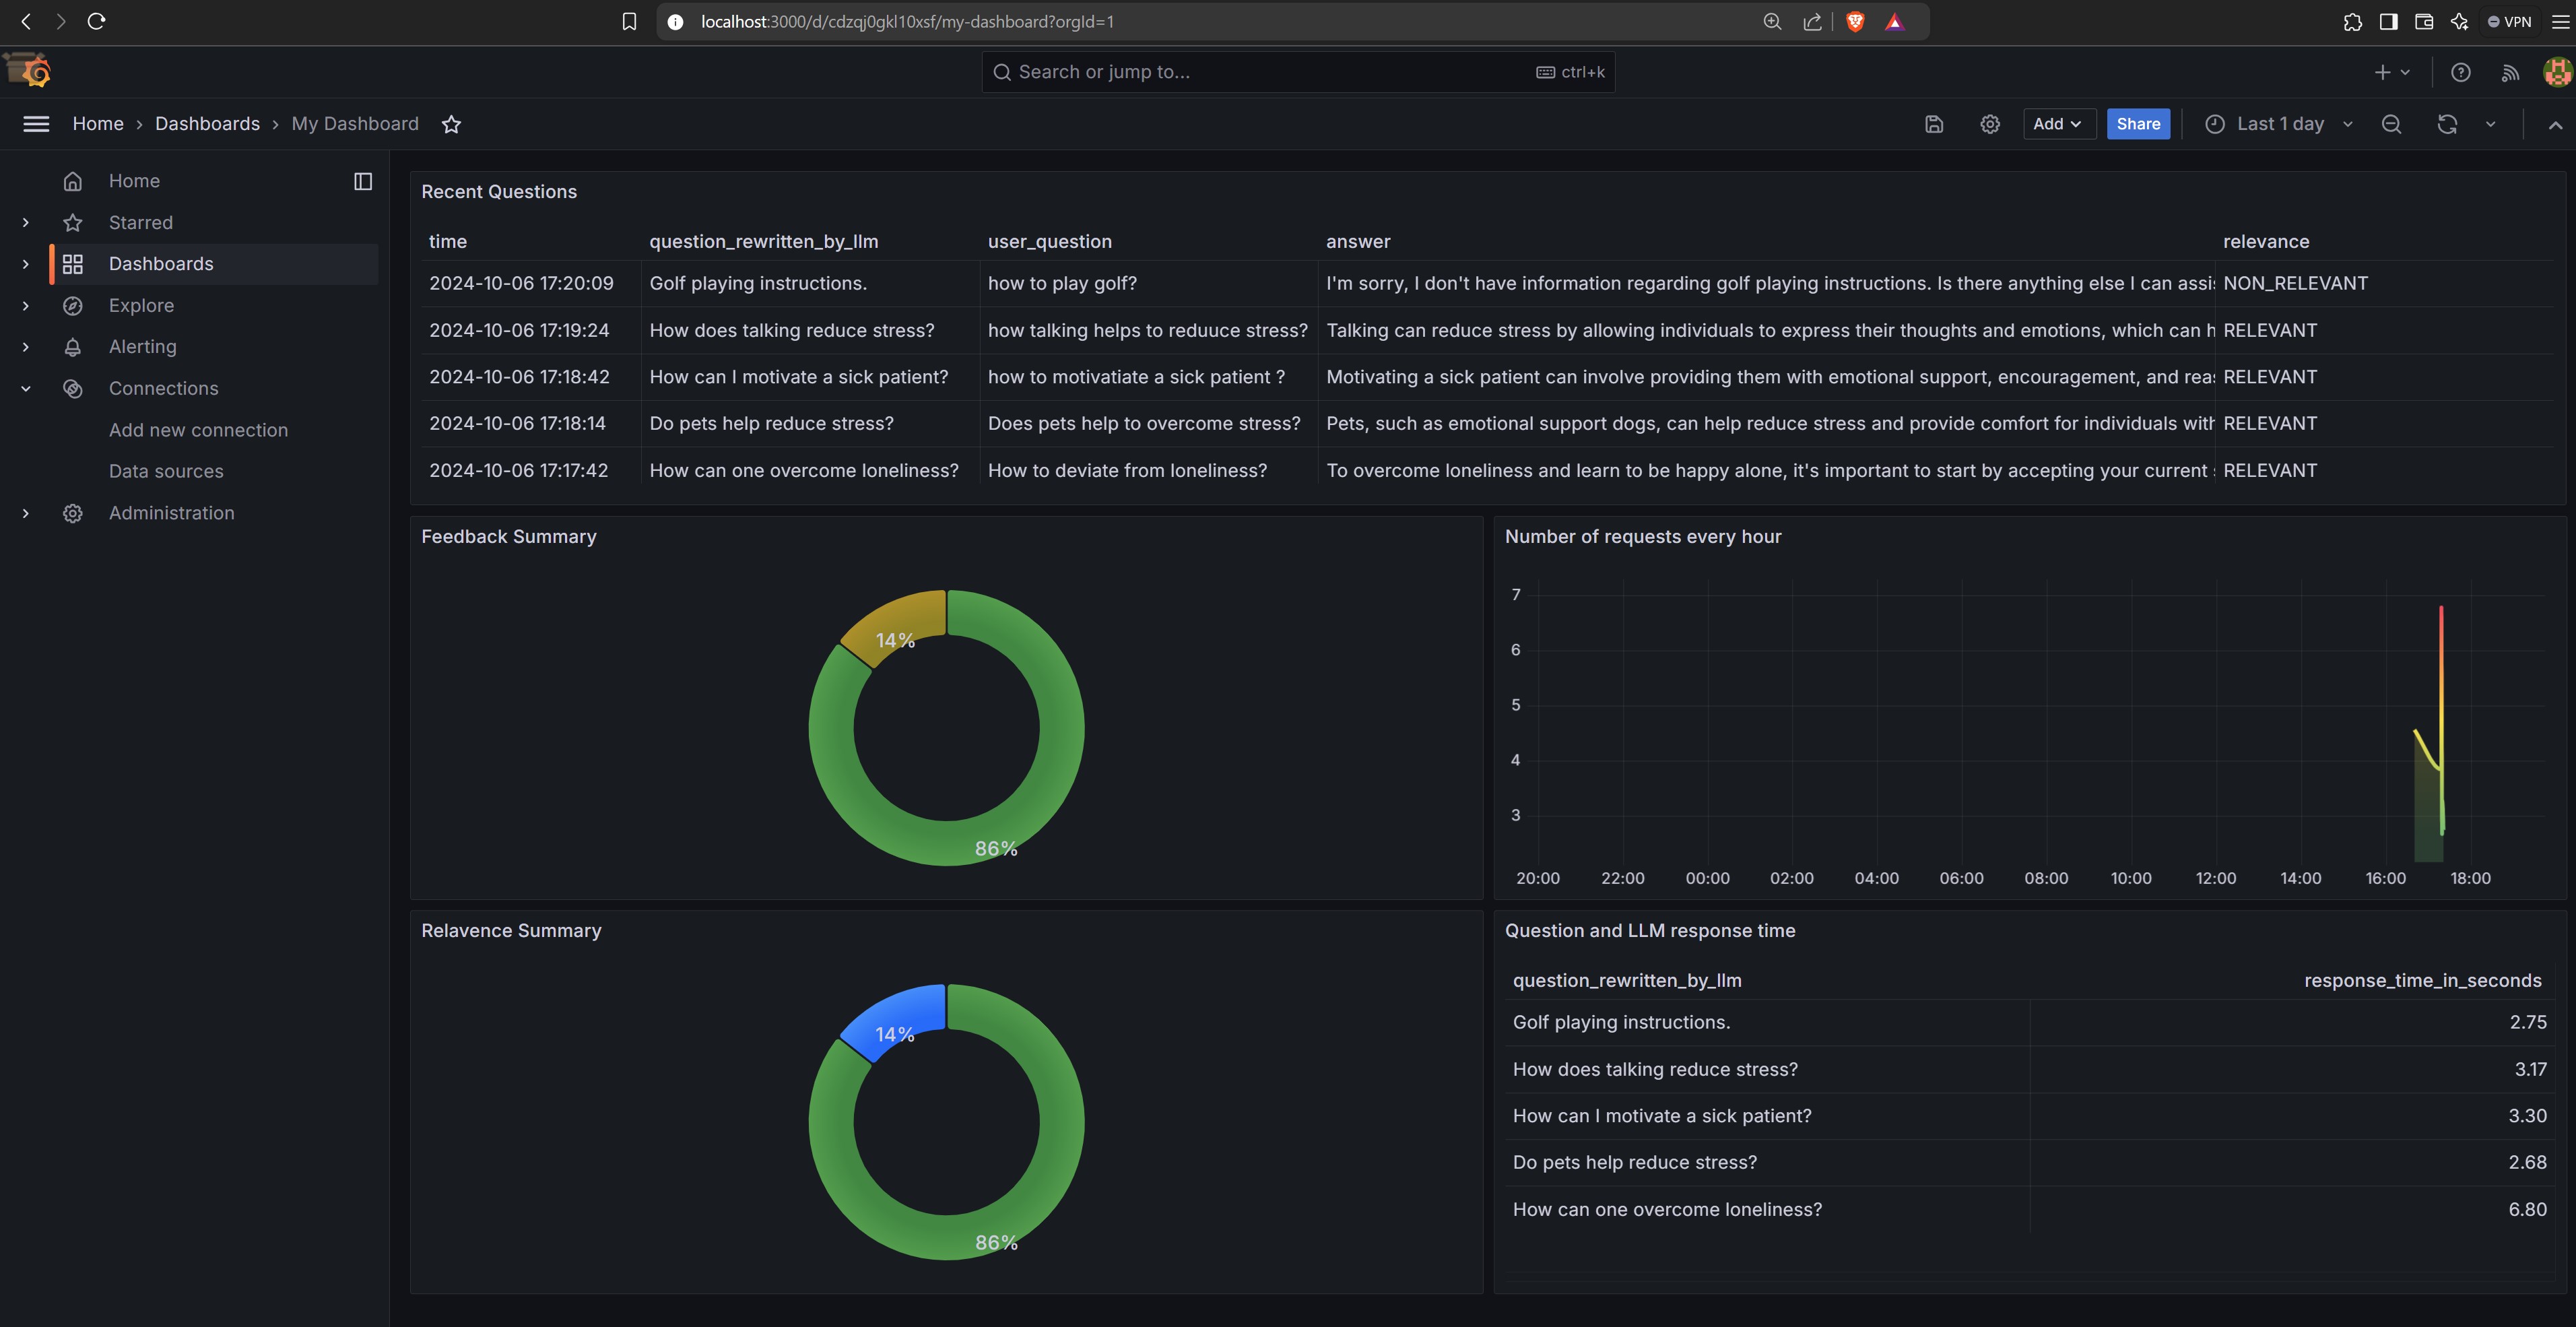 localhost:3000/d/cdzqj0gkl10xsf/my-dashboard?orgId=1
VPN
Search or jump to...
ctrl+k
Home › Dashboards › My Dashboard
Add
Share
Last 1 day
Home
Starred
Dashboards
Explore
Alerting
Connections
Add new connection
Data sources
Administration
Recent Questions
time question_rewritten_by_llm user_question answer relevance
2024-10-06 17:20:09 Golf playing instructions. how to play golf? I'm sorry, I don't have information regarding golf playing instructions. Is there anything else I can assis NON_RELEVANT
2024-10-06 17:19:24 How does talking reduce stress? how talking helps to reduuce stress? Talking can reduce stress by allowing individuals to express their thoughts and emotions, which can h RELEVANT
2024-10-06 17:18:42 How can I motivate a sick patient? how to motivatiate a sick patient ? Motivating a sick patient can involve providing them with emotional support, encouragement, and reas RELEVANT
2024-10-06 17:18:14 Do pets help reduce stress? Does pets help to overcome stress? Pets, such as emotional support dogs, can help reduce stress and provide comfort for individuals with RELEVANT
2024-10-06 17:17:42 How can one overcome loneliness? How to deviate from loneliness? To overcome loneliness and learn to be happy alone, it's important to start by accepting your current RELEVANT
Feedback Summary
14%
86%
Number of requests every hour
7
6
5
4
3
20:00 22:00 00:00 02:00 04:00 06:00 08:00 10:00 12:00 14:00 16:00 18:00
Relavence Summary
14%
86%
Question and LLM response time
question_rewritten_by_llm response_time_in_seconds
Golf playing instructions. 2.75
How does talking reduce stress? 3.17
How can I motivate a sick patient? 3.30
Do pets help reduce stress? 2.68
How can one overcome loneliness? 6.80